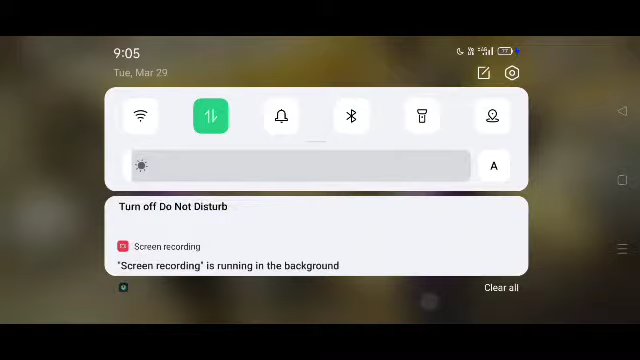 9:05
Tue, Mar 29
A
Turn off Do Not Disturb
Screen recording
"Screen recording" is running in the background
Clear all